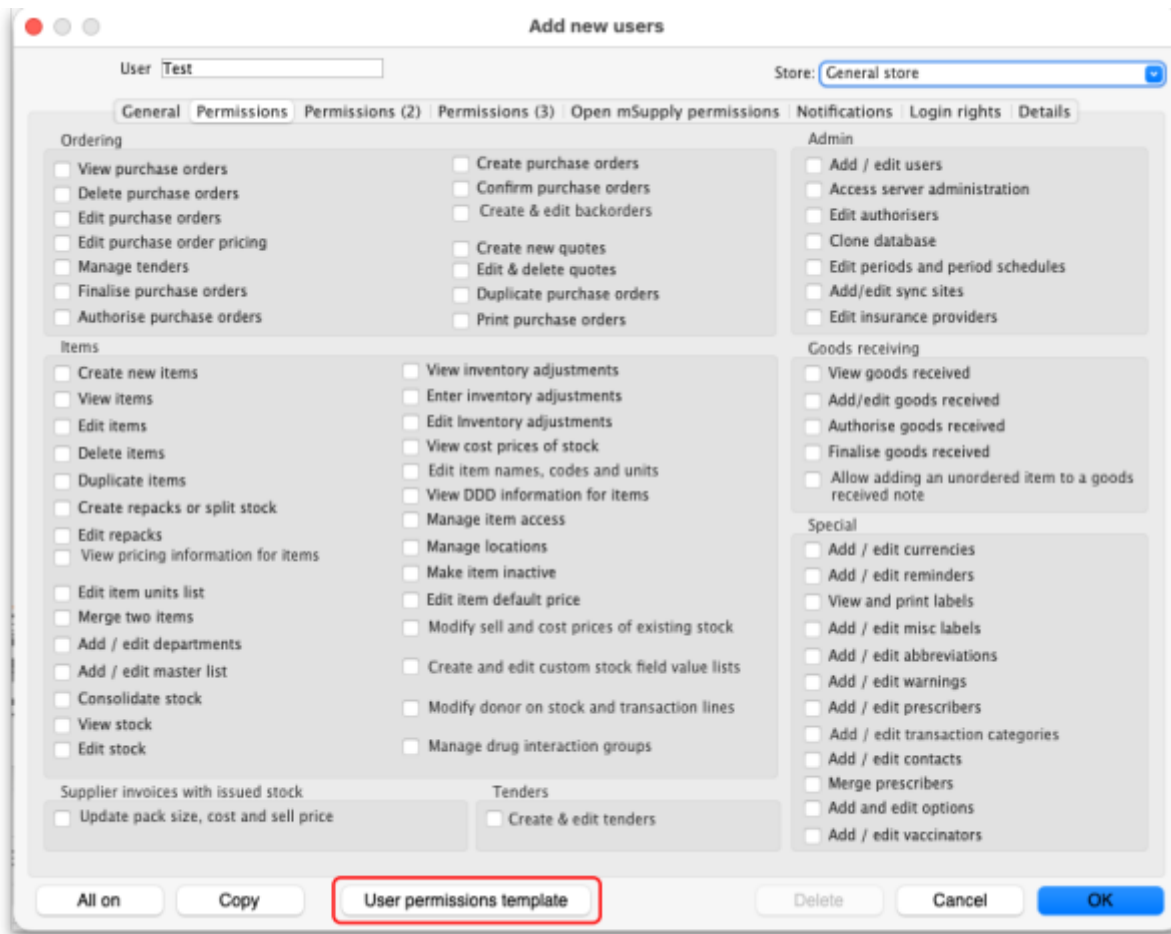 Add new users
User Test
Store: General store
General Permissions Permissions (2) Permissions (3) Open mSupply permissions Notifications Login rights Details
Ordering
View purchase orders
Delete purchase orders
Edit purchase orders
Edit purchase order pricing
Manage tenders
Finalise purchase orders
Authorise purchase orders
Create purchase orders
Confirm purchase orders
Create & edit backorders
Create new quotes
Edit & delete quotes
Duplicate purchase orders
Print purchase orders
Admin
Add / edit users
Access server administration
Edit authorisers
Clone database
Edit periods and period schedules
Add/edit sync sites
Edit insurance providers
Items
Create new items
View items
Edit items
Delete items
Duplicate items
Create repacks or split stock
Edit repacks
View pricing information for items
Edit item units list
Merge two items
Add / edit departments
Add / edit master list
Consolidate stock
View stock
Edit stock
View inventory adjustments
Enter inventory adjustments
Edit Inventory adjustments
View cost prices of stock
Edit item names, codes and units
View DDD information for items
Manage item access
Manage locations
Make item inactive
Edit item default price
Modify sell and cost prices of existing stock
Create and edit custom stock field value lists
Modify donor on stock and transaction lines
Manage drug interaction groups
Goods receiving
View goods received
Add/edit goods received
Authorise goods received
Finalise goods received
Allow adding an unordered item to a goods
received note
Special
Add / edit currencies
Add / edit reminders
View and print labels
Add / edit misc labels
Add / edit abbreviations
Add / edit warnings
Add / edit prescribers
Add / edit transaction categories
Add / edit contacts
Merge prescribers
Add and edit options
Add / edit vaccinators
Supplier invoices with issued stock
Update pack size, cost and sell price
Tenders
Create & edit tenders
All on Copy User permissions template Delete Cancel OK